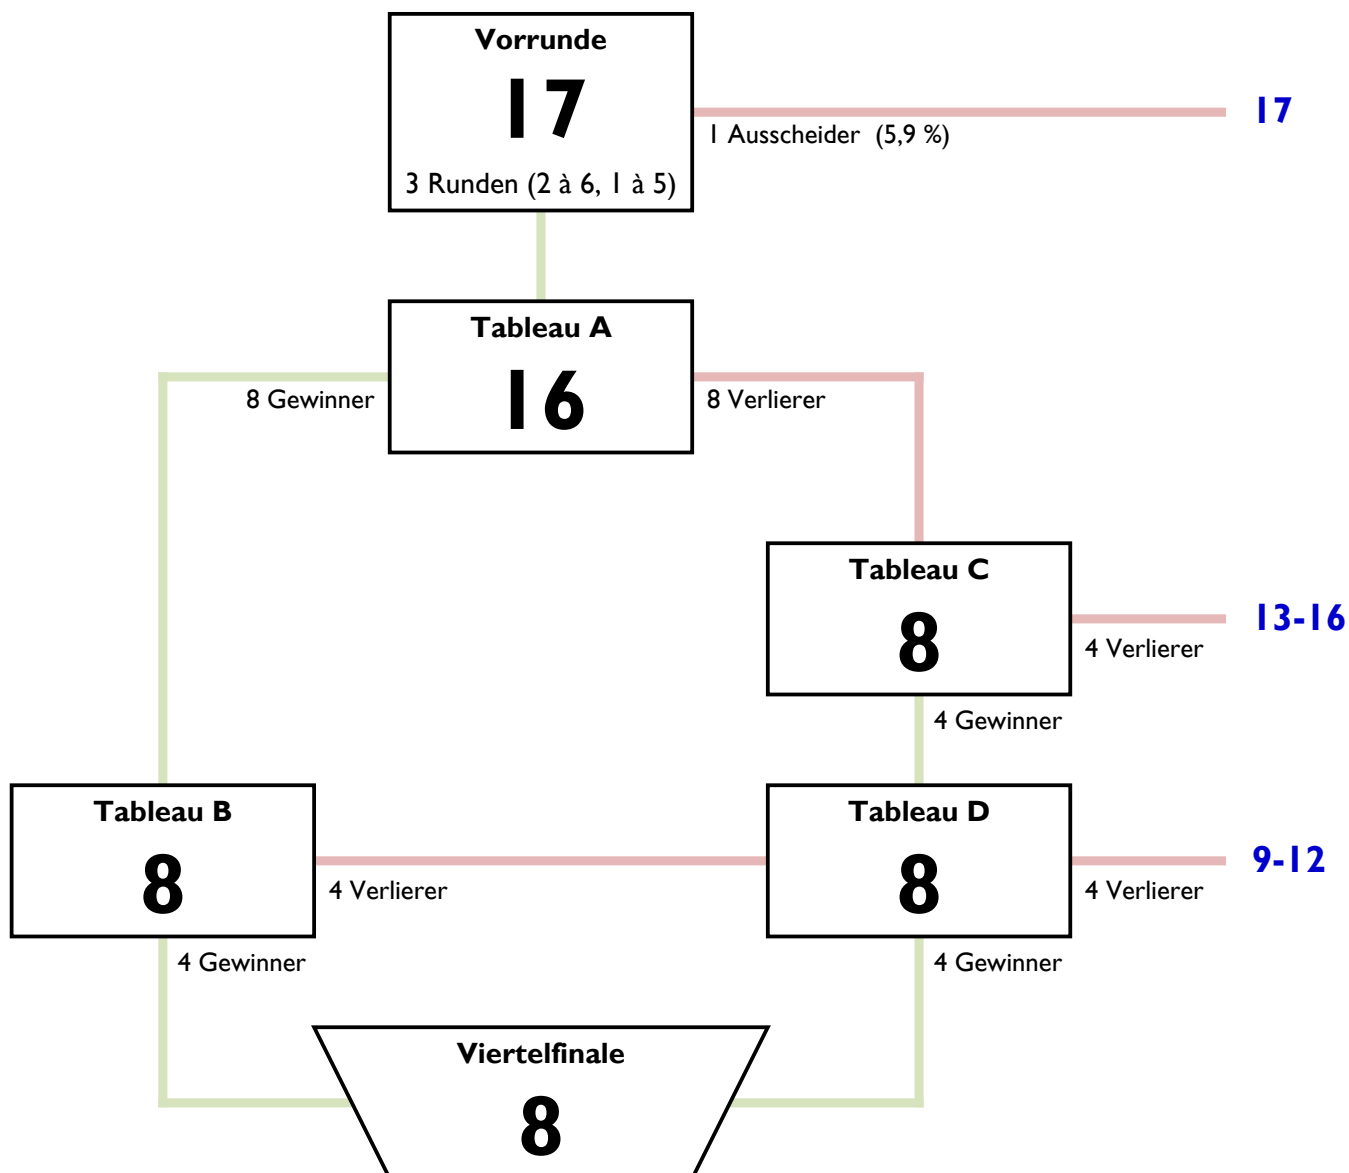 Vorrunde
17
3 Runden (2 à 6, 1 à 5)
1 Ausscheider (5,9 %)
17
Tableau A
16
8 Gewinner
8 Verlierer
Tableau C
8
4 Verlierer
13-16
4 Gewinner
Tableau B
8
4 Verlierer
4 Gewinner
Tableau D
8
4 Verlierer
9-12
4 Gewinner
Viertelfinale
8